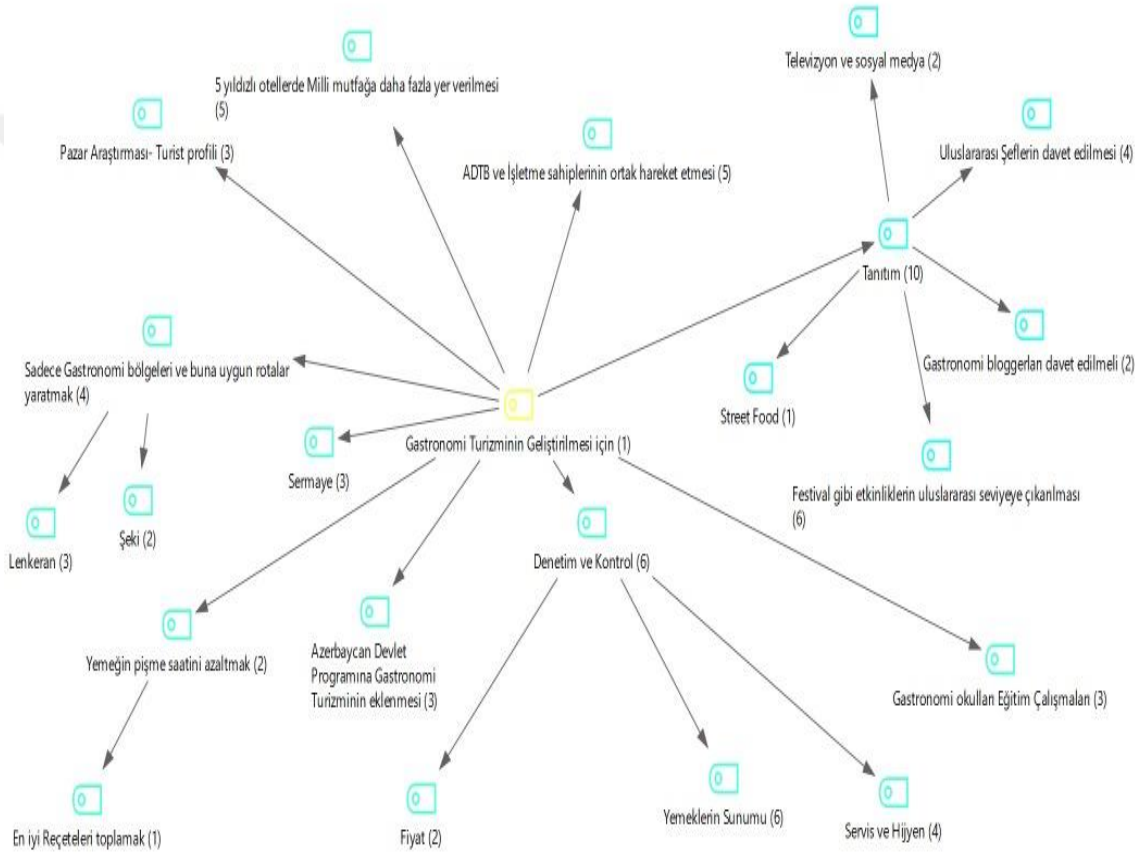 Televizyon ve sosyal medya (2)
5 yıldızlı otellerde Milli mutfağa daha fazla yer verilmesi
(5)
Pazar Araştırması- Turist profili (3)
ADTB ve İşletme sahiplerinin ortak hareket etmesi (5)
Uluslararası Şeflerin davet edilmesi (4)
Tanıtım (10)
Sadece Gastronomi bölgeleri ve buna uygun rotalar
yaratmak (4)
Gastronomi bloggerları davet edilmeli (2)
Street Food (1)
Gastronomi Turizminin Geliştirilmesi için (1)
Sermaye (3)
Festival gibi etkinliklerin uluslararası seviyeye çıkarılması
(6)
Lenkeran (3)
Şeki (2)
Denetim ve Kontrol (6)
Yemeğin pişme saatini azaltmak (2)
Azerbaycan Devlet
Programına Gastronomi
Turizminin eklenmesi (3)
Gastronomi okulları Eğitim Çalışmaları (3)
En iyi Reçeteleri toplamak (1)
Fiyat (2)
Yemeklerin Sunumu (6)
Servis ve Hijyen (4)